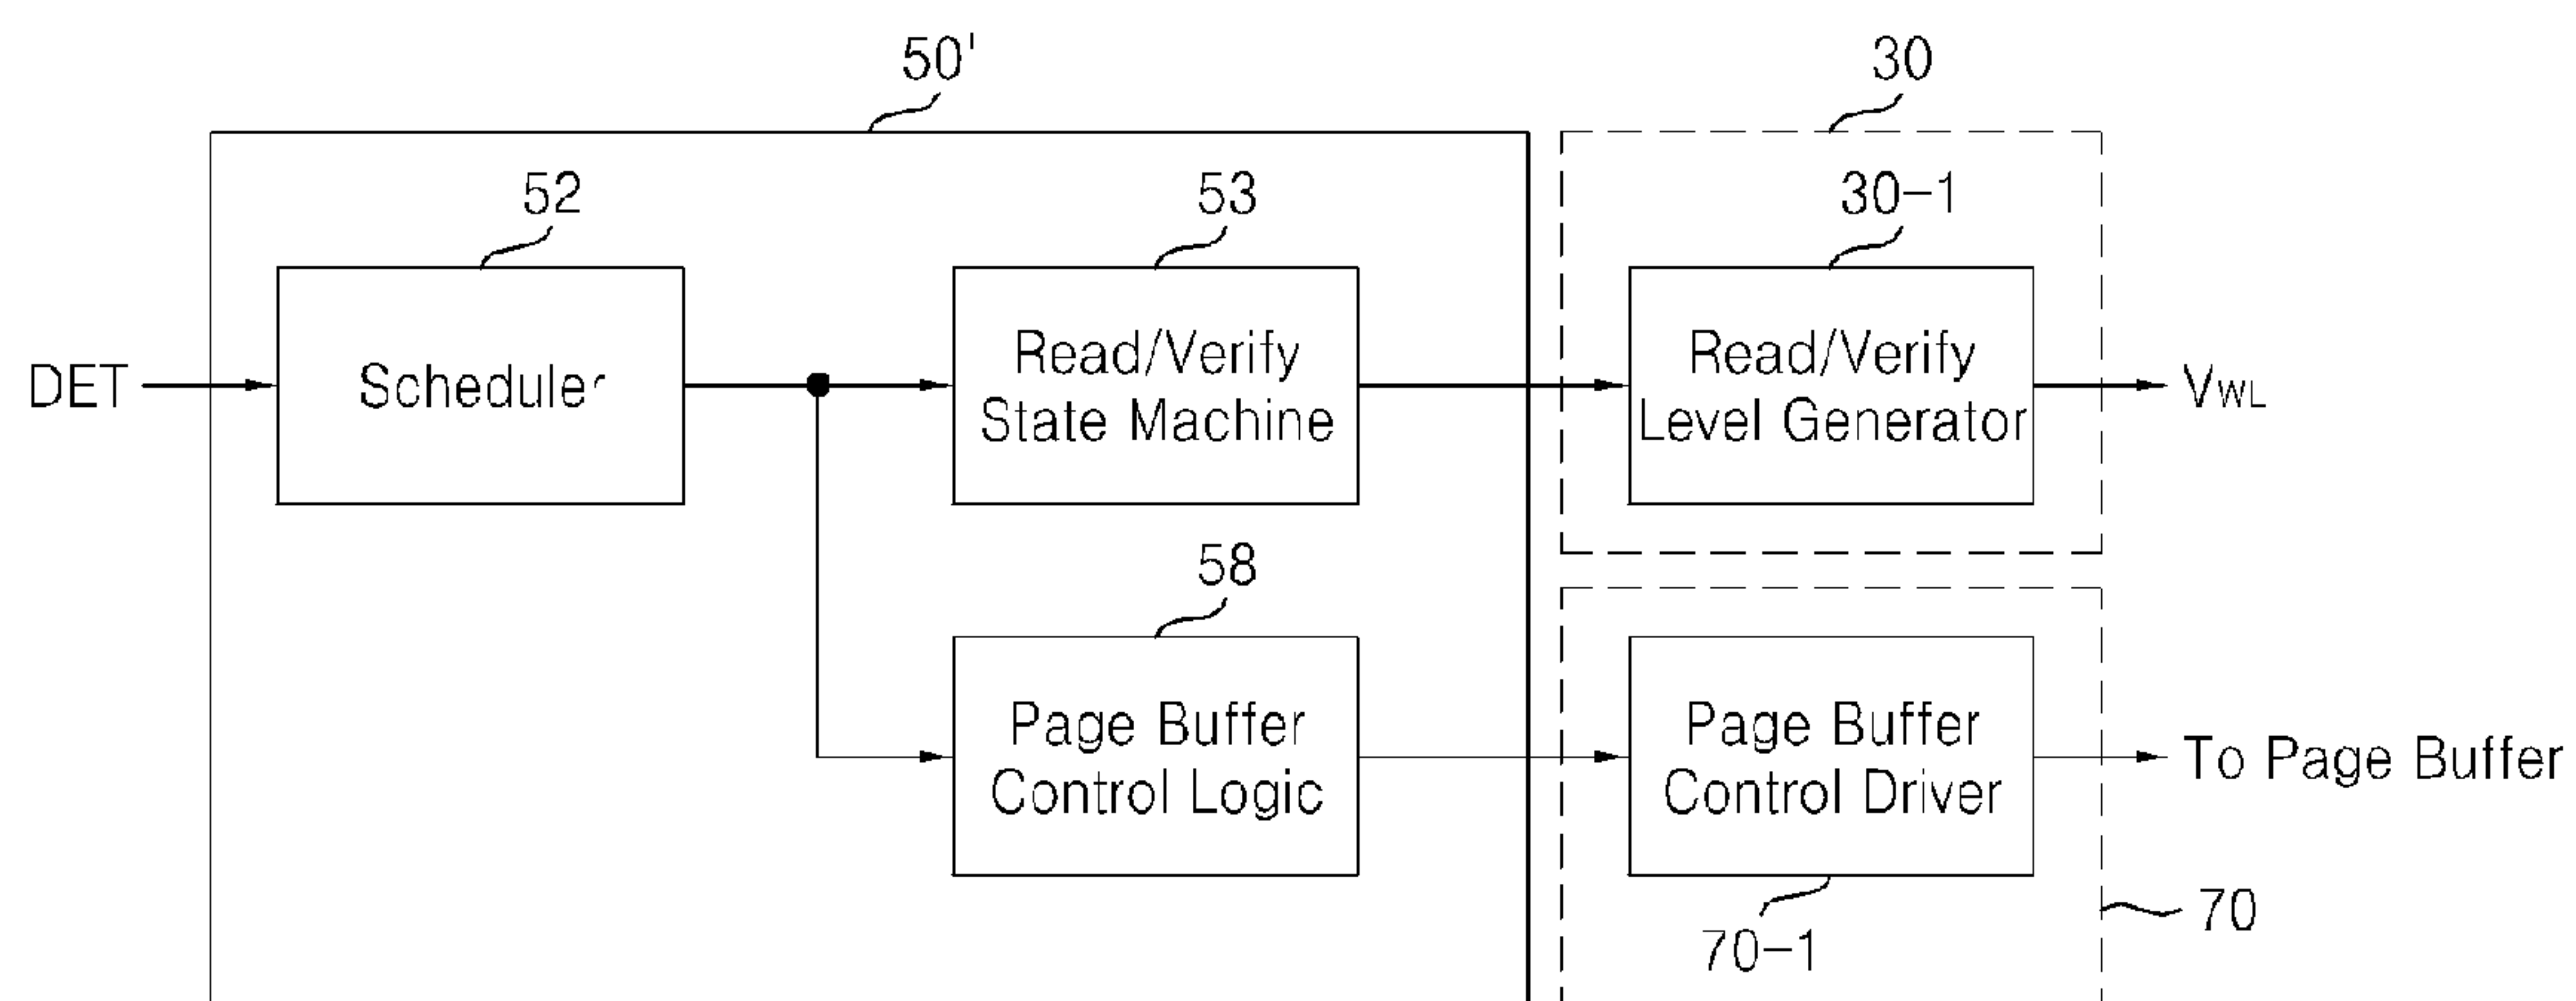 50'
30
52
53
30-1
DET
Scheduler
Read/Verify
State Machine
Read/Verify
Level Generator
VWL
58
Page Buffer
Control Logic
Page Buffer
Control Driver
To Page Buffer
70-1
70